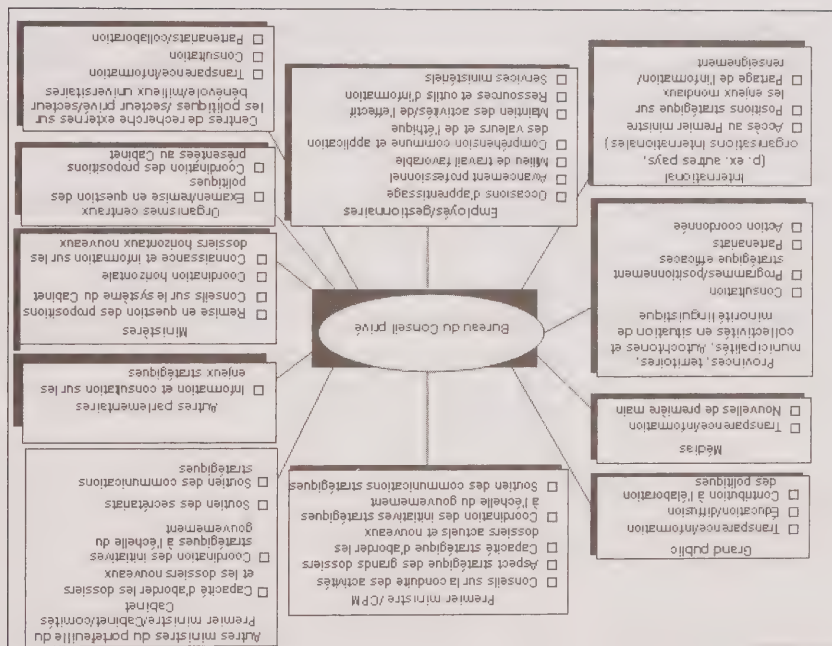 Grand public
☐ Transparence/information
☐ Éducation/diffusion
☐ Contribution à l'élaboration
des politiques
Premier ministre / CPM
☐ Conseils sur la conduite des activités
☐ Aspect stratégique des grands dossiers
☐ Capacité stratégique d'aborder les
dossiers actuels et nouveaux
☐ Coordination des initiatives stratégiques
à l'échelle du gouvernement
☐ Soutien des communications stratégiques
Autres ministres du portefeuille du
Premier ministre/Cabinet/comités
Cabinet
☐ Capacité d'aborder les dossiers
et les dossiers nouveaux
☐ Coordination des initiatives
stratégiques à l'échelle du
gouvernement
☐ Soutien des secrétariats
☐ Soutien des communications
stratégiques
Médias
☐ Transparence/information
☐ Nouvelles de première main
Autres parlementaires
☐ Information et consultation sur les
enjeux stratégiques
Provinces, territoires,
municipalités, Autochtones et
collectivités en situation de
minorité linguistique
☐ Consultation
☐ Programmes/positionnement
stratégique efficaces
☐ Partenariats
☐ Action coordonnée
Bureau du Conseil privé
Ministères
☐ Remise en question des propositions
☐ Conseils sur le système du Cabinet
☐ Coordination horizontale
☐ Connaissance et information sur les
dossiers horizontaux nouveaux
Organismes centraux
☐ Examen/remise en question des
politiques
☐ Coordination des propositions
présentées au Cabinet
International
(p. ex. autres pays,
organisations internationales)
☐ Accès au Premier ministre
☐ Positions stratégique sur
les enjeux mondiaux
☐ Partage de l'information/
renseignement
Employés/gestionnaires
☐ Occasions d'apprentissage
☐ Avancement professionnel
☐ Milieu de travail favorable
☐ Compréhension commune et application
des valeurs et de l'éthique
☐ Maintien des activités/de l'effectif
☐ Ressources et outils d'information
☐ Services ministériels
Centres de recherche externes sur
les politiques /secteur privé/secteur
bénévole/milieux universitaires
☐ Transparence/information
☐ Consultation
☐ Partenariats/collaboration